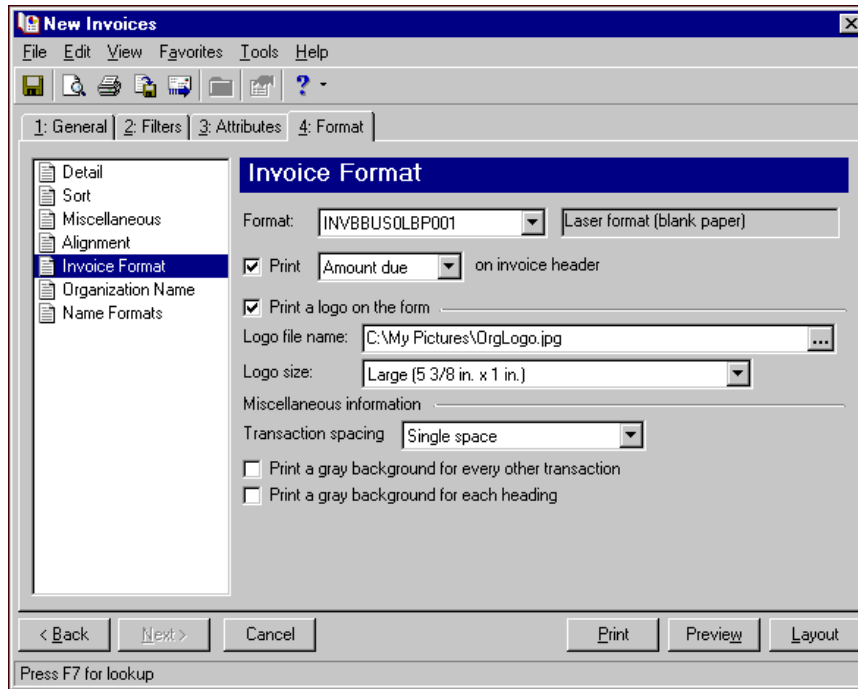 New Invoices
File Edit View Favorites Tools Help
1: General 2: Filters 3: Attributes 4: Format
Detail
Sort
Miscellaneous
Alignment
Invoice Format
Organization Name
Name Formats
Invoice Format
Format: INVBBUS0LBP001 Laser format (blank paper)
Print Amount due on invoice header
Print a logo on the form
Logo file name: C:\My Pictures\OrgLogo.jpg ...
Logo size: Large (5 3/8 in. x 1 in.)
Miscellaneous information
Transaction spacing Single space
Print a gray background for every other transaction
Print a gray background for each heading
< Back Next > Cancel Print Preview Layout
Press F7 for lookup